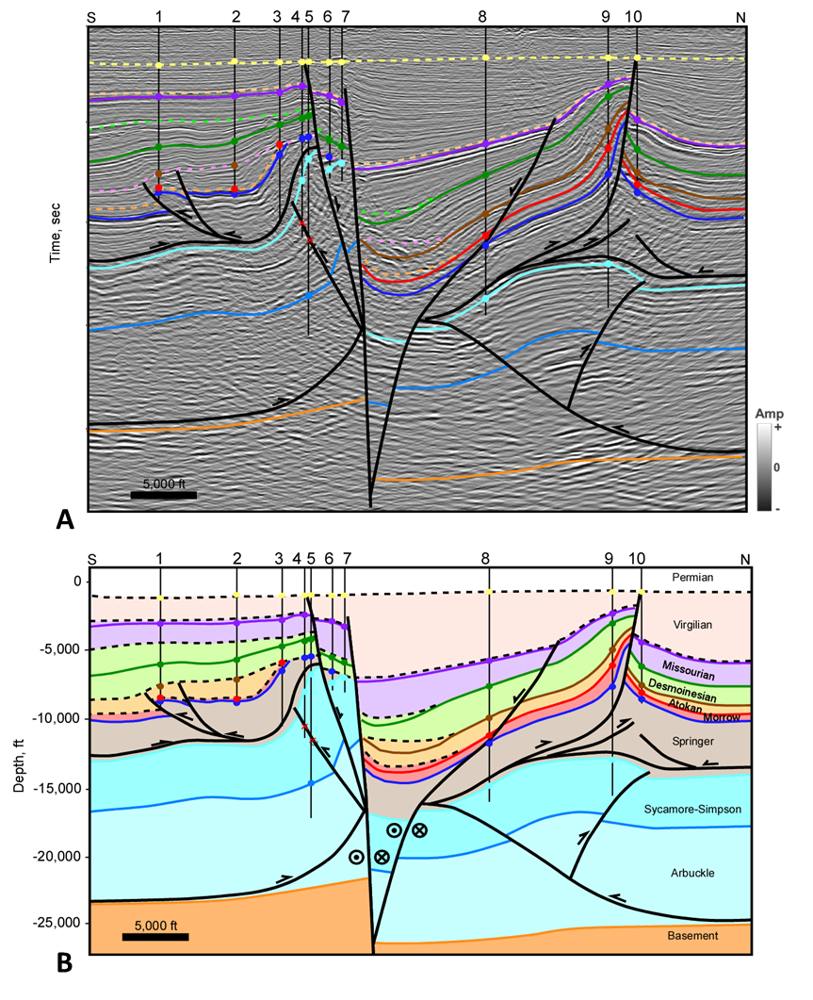 S 1 2 3 4 5 6 7 8 9 10 N
Time, sec
5,000 ft
Amp
+
0
-
A
S 1 2 3 4 5 6 7 8 9 10 N
0
Permian
Virgilian
-5,000
Missourian
Desmoinesian
Atokan
Morrow
-10,000
Springer
Depth, ft
-15,000
Sycamore-Simpson
-20,000
Arbuckle
-25,000
5,000 ft
Basement
B